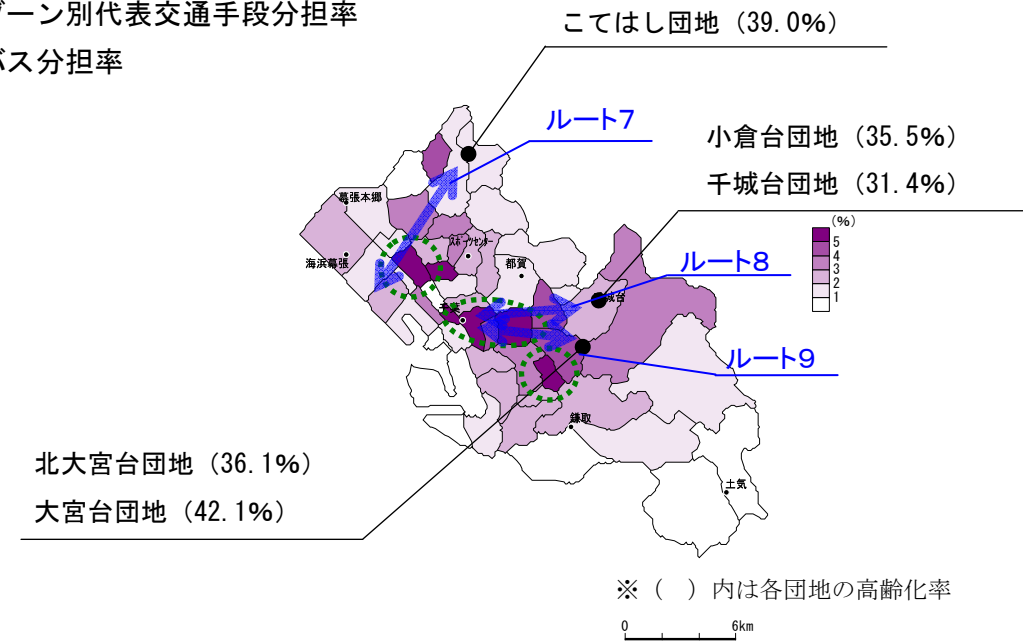 ゾーン別代表交通手段分担率
バス分担率
こてはし団地（39.0%）
ルート7
小倉台団地（35.5%）
千城台団地（31.4%）
幕張本郷
海浜幕張
スポーツセンター
都賀
(%)
5
4
3
2
1
ルート8
千葉
城台
ルート9
鎌取
北大宮台団地（36.1%）
大宮台団地（42.1%）
土気
※（　）内は各団地の高齢化率
0 6km